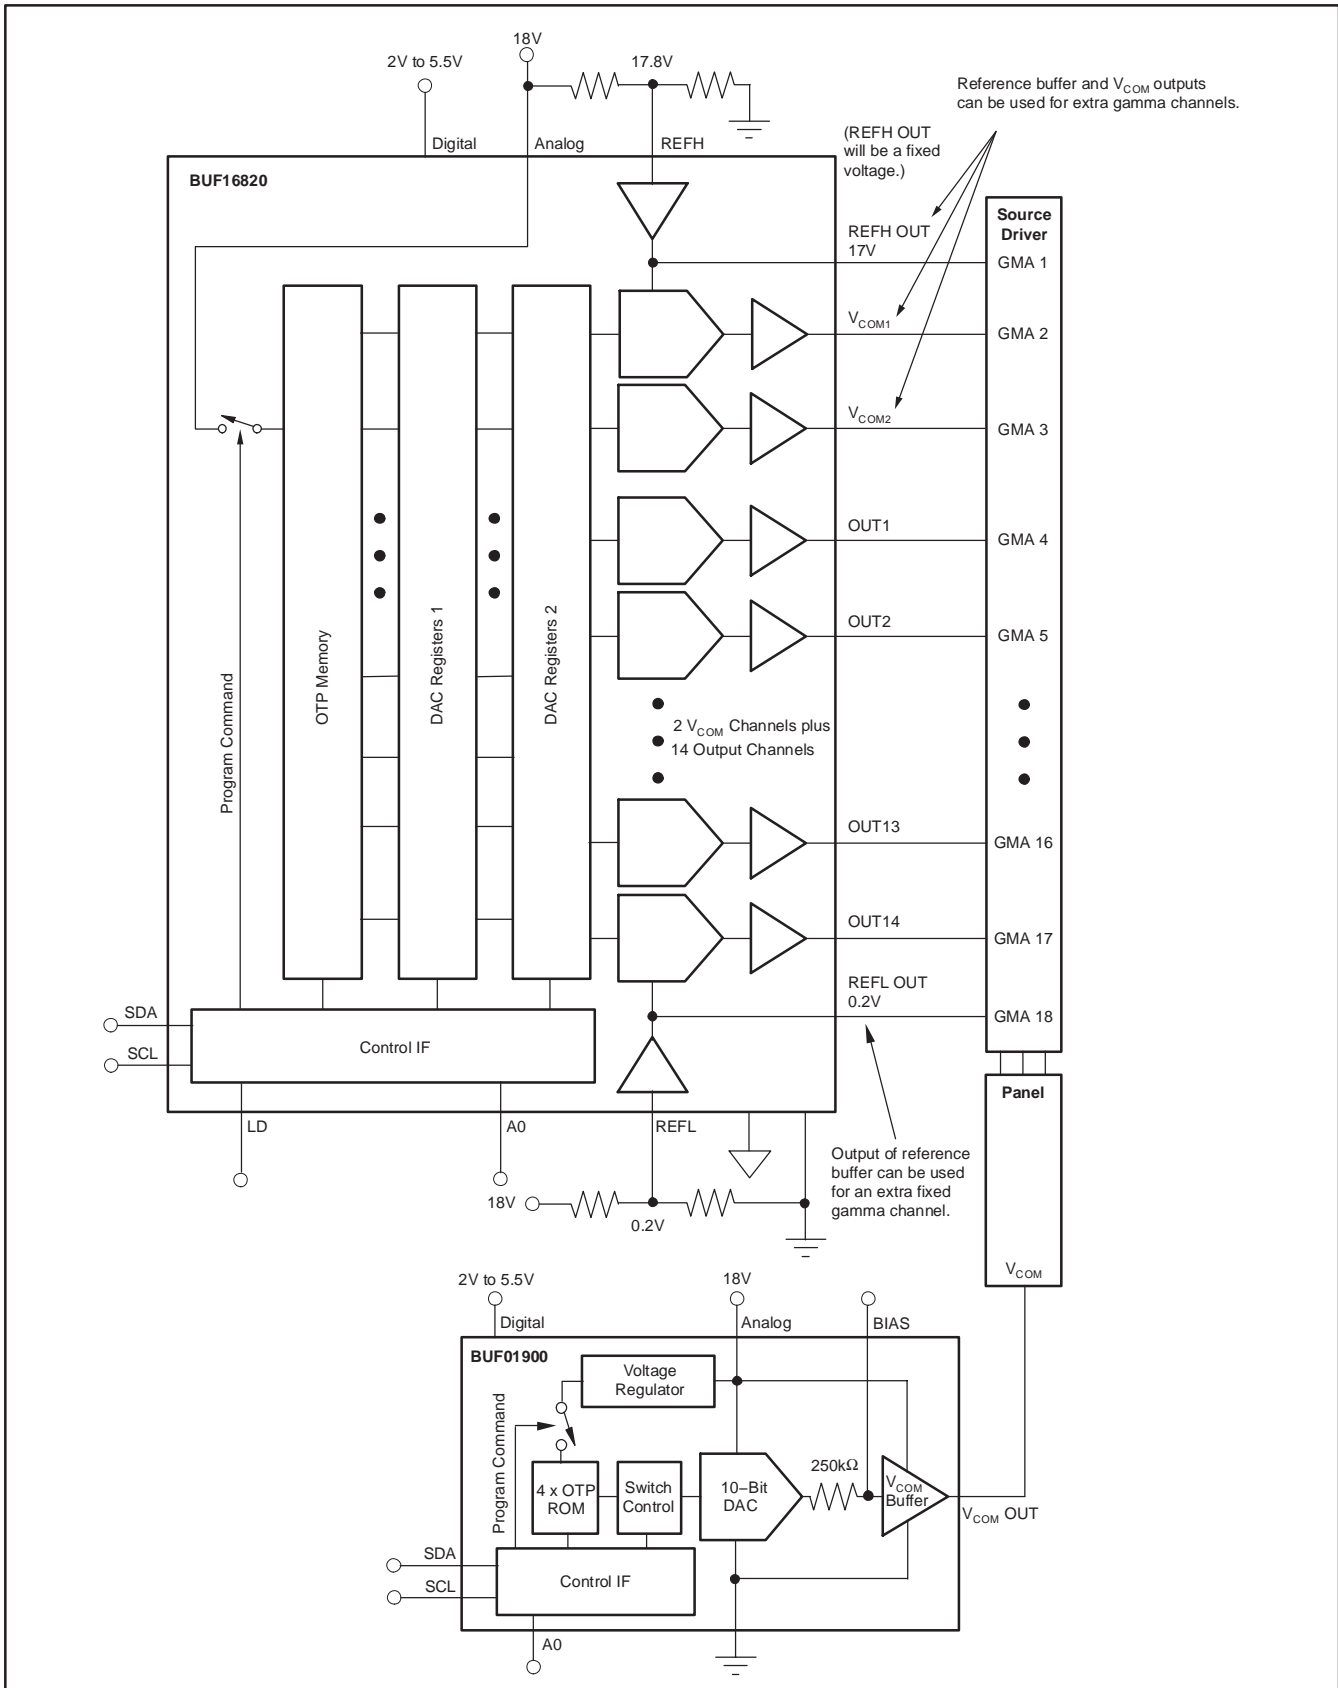 18V
2V to 5.5V
17.8V
Reference buffer and VCOM outputs
can be used for extra gamma channels.
Digital
Analog
REFH
(REFH OUT
will be a fixed
voltage.)
BUF16820
Source
Driver
REFH OUT
17V
GMA 1
VCOM1
GMA 2
VCOM2
GMA 3
OUT1
GMA 4
OUT2
GMA 5
Program Command
OTP Memory
DAC Registers 1
DAC Registers 2
2 VCOM Channels plus
14 Output Channels
OUT13
GMA 16
OUT14
GMA 17
REFL OUT
0.2V
GMA 18
SDA
SCL
Control IF
Panel
LD
A0
REFL
Output of reference
buffer can be used
for an extra fixed
gamma channel.
18V
0.2V
VCOM
2V to 5.5V
18V
Digital
Analog
BIAS
BUF01900
Voltage
Regulator
Program Command
4 x OTP
ROM
Switch
Control
10−Bit
DAC
250kΩ
VCOM
Buffer
VCOM OUT
SDA
SCL
Control IF
A0